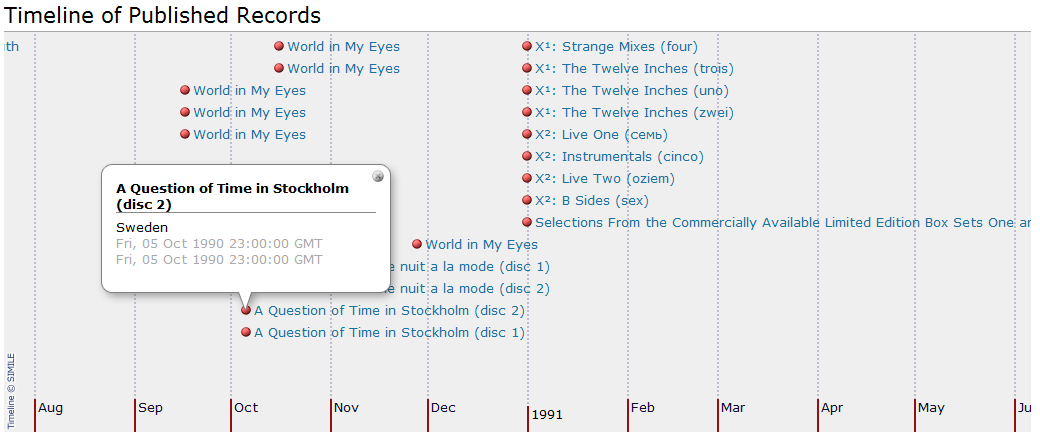 Timeline of Published Records
th
World in My Eyes
X¹: Strange Mixes (four)
World in My Eyes
X¹: The Twelve Inches (trois)
World in My Eyes
X¹: The Twelve Inches (uno)
World in My Eyes
X¹: The Twelve Inches (zwei)
World in My Eyes
X²: Live One (семь)
X²: Instrumentals (cinco)
X²: Live Two (oziem)
X²: B Sides (sex)
Selections From the Commercially Available Limited Edition Box Sets One an
A Question of Time in Stockholm
(disc 2)
Sweden
Fri, 05 Oct 1990 23:00:00 GMT
Fri, 05 Oct 1990 23:00:00 GMT
World in My Eyes
e nuit a la mode (disc 1)
e nuit a la mode (disc 2)
A Question of Time in Stockholm (disc 2)
A Question of Time in Stockholm (disc 1)
Timeline © SIMILE
Aug Sep Oct Nov Dec 1991 Feb Mar Apr May Ju